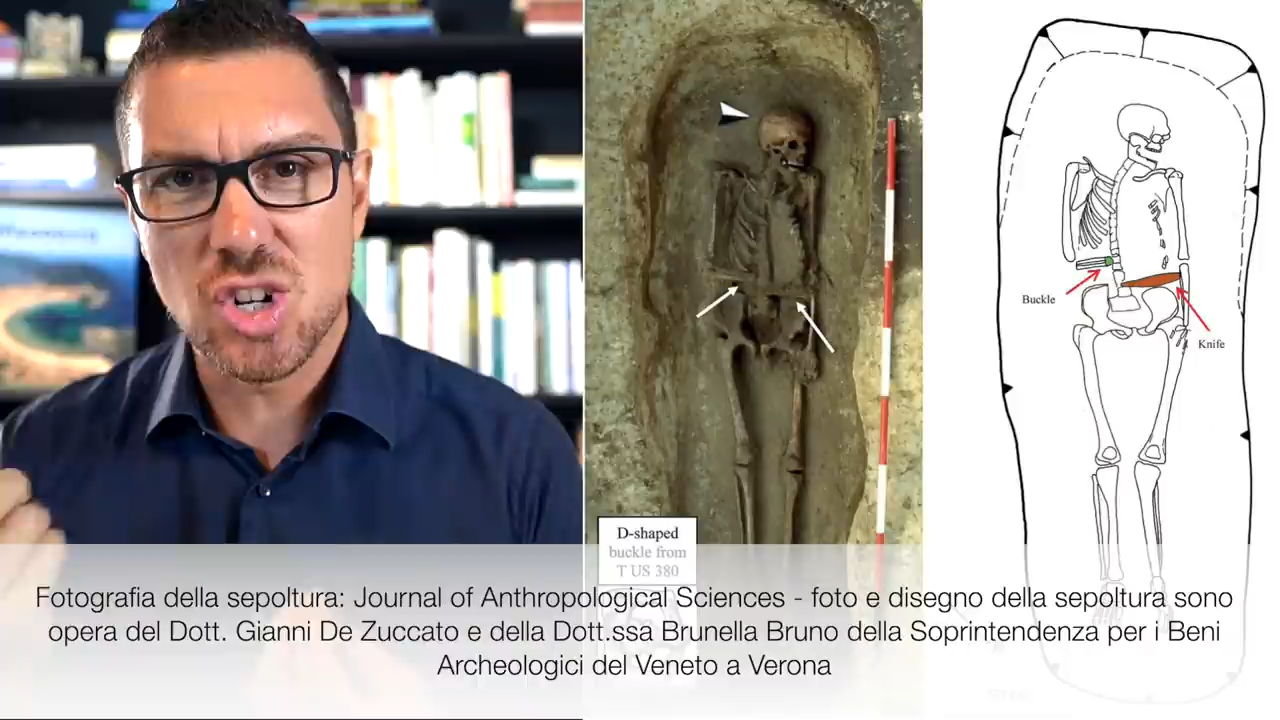 Buckle
Knife
D-shaped
buckle from
T US 380
Fotografia della sepoltura: Journal of Anthropological Sciences - foto e disegno della sepoltura sono
opera del Dott. Gianni De Zuccato e della Dott.ssa Brunella Bruno della Soprintendenza per i Beni
Archeologici del Veneto a Verona